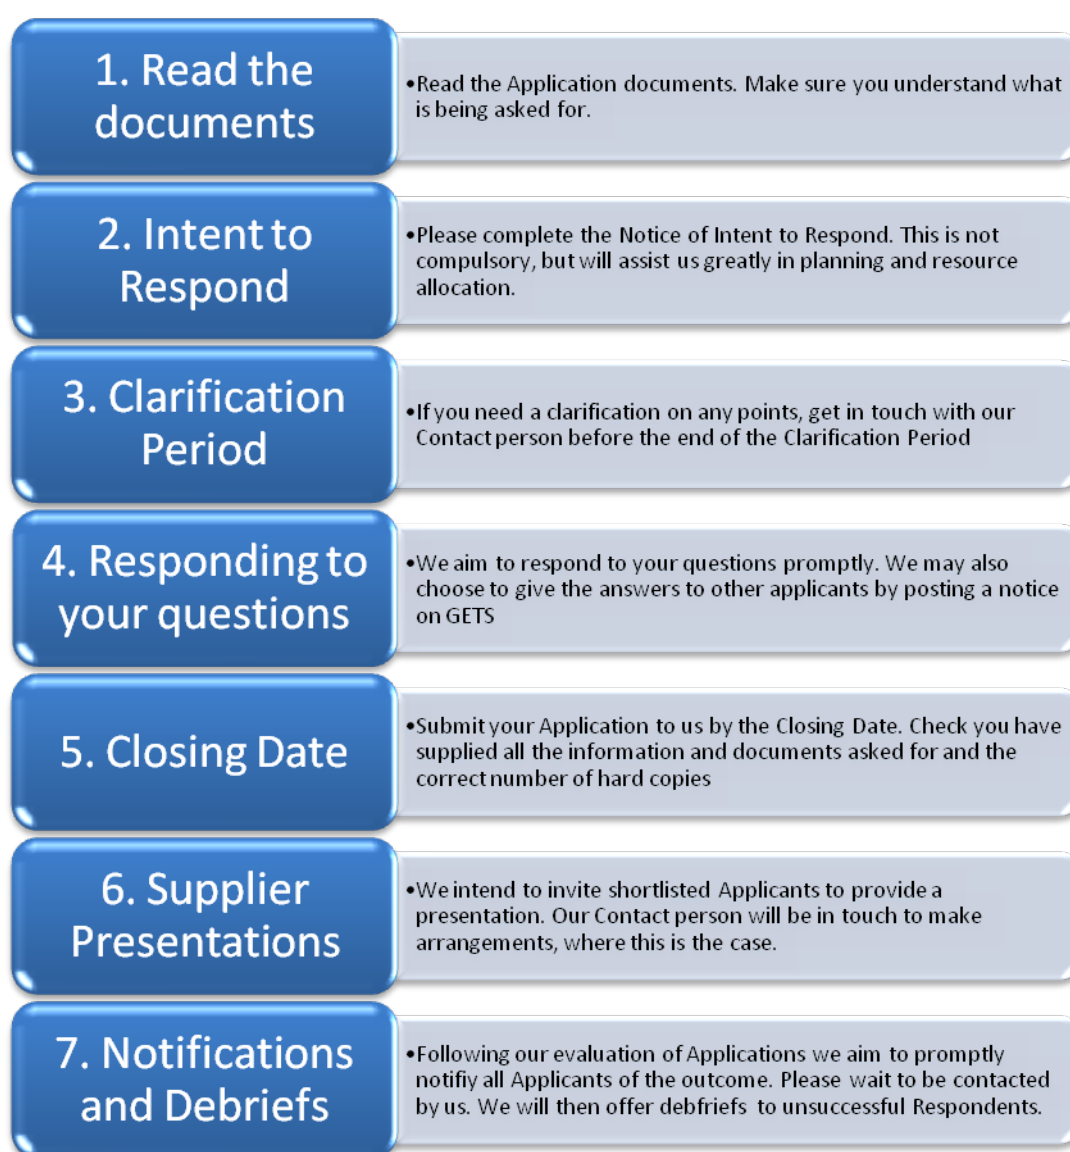 1. Read the
documents
•Read the Application documents. Make sure you understand what
is being asked for.
2. Intent to
Respond
•Please complete the Notice of Intent to Respond. This is not
compulsory, but will assist us greatly in planning and resource
allocation.
3. Clarification
Period
•If you need a clarification on any points, get in touch with our
Contact person before the end of the Clarification Period
4. Responding to
your questions
•We aim to respond to your questions promptly. We may also
choose to give the answers to other applicants by posting a notice
on GETS
5. Closing Date
•Submit your Application to us by the Closing Date. Check you have
supplied all the information and documents asked for and the
correct number of hard copies
6. Supplier
Presentations
•We intend to invite shortlisted Applicants to provide a
presentation. Our Contact person will be in touch to make
arrangements, where this is the case.
7. Notifications
and Debriefs
•Following our evaluation of Applications we aim to promptly
notifiy all Applicants of the outcome. Please wait to be contacted
by us. We will then offer debfriefs to unsuccessful Respondents.